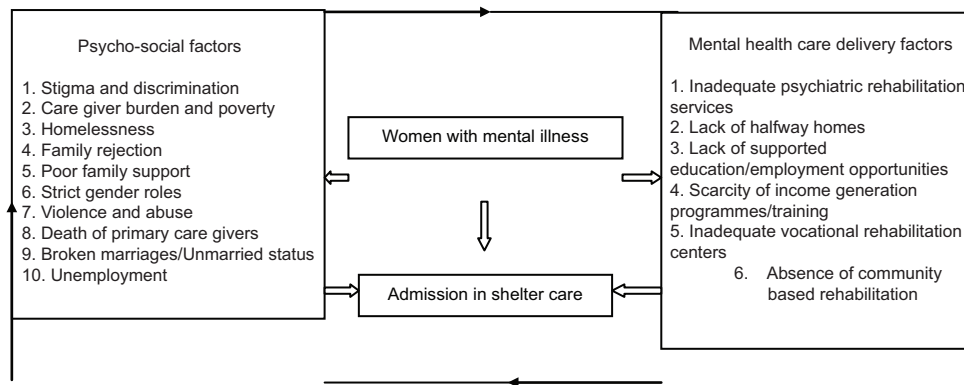 Psycho-social factors
1. Stigma and discrimination
2. Care giver burden and poverty
3. Homelessness
4. Family rejection
5. Poor family support
6. Strict gender roles
7. Violence and abuse
8. Death of primary care givers
9. Broken marriages/Unmarried status
10. Unemployment
Women with mental illness
Admission in shelter care
Mental health care delivery factors
1. Inadequate psychiatric rehabilitation
services
2. Lack of halfway homes
3. Lack of supported
education/employment opportunities
4. Scarcity of income generation
programmes/training
5. Inadequate vocational rehabilitation
centers
6. Absence of community
based rehabilitation